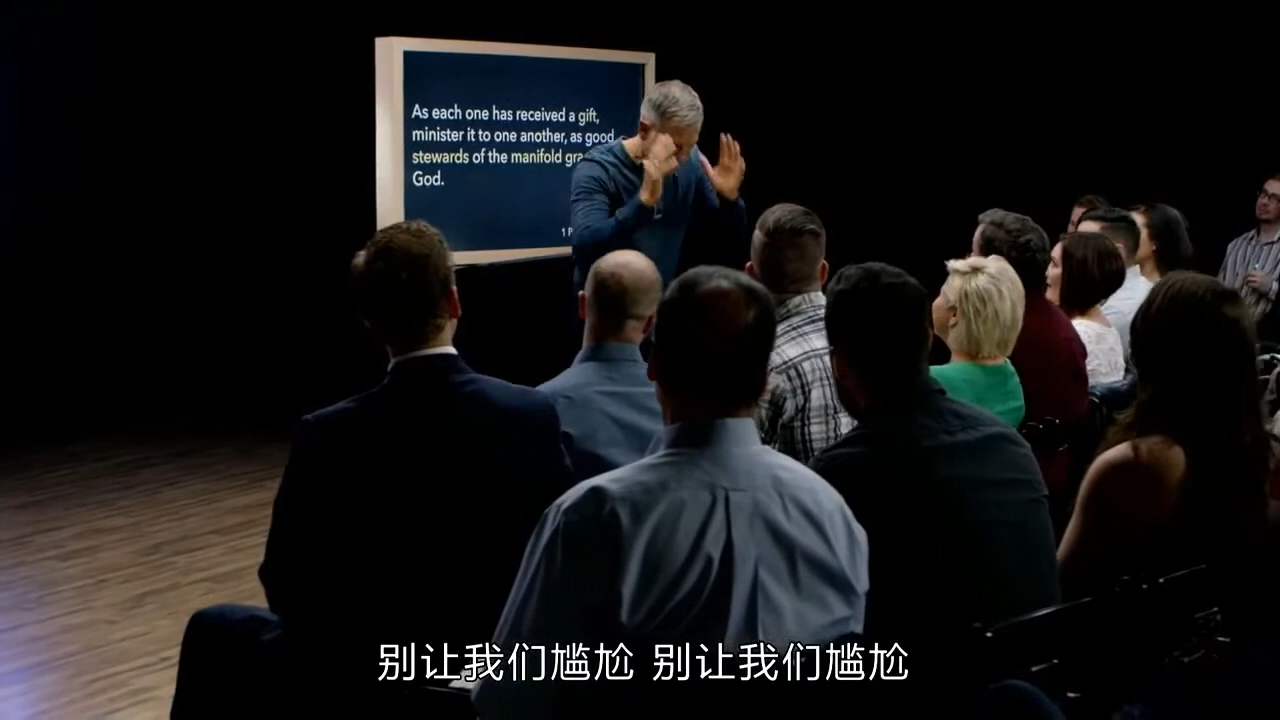 As each one has received a gift,
minister it to one another, as good
stewards of the manifold
God.
别让我们尴尬 别让我们尴尬